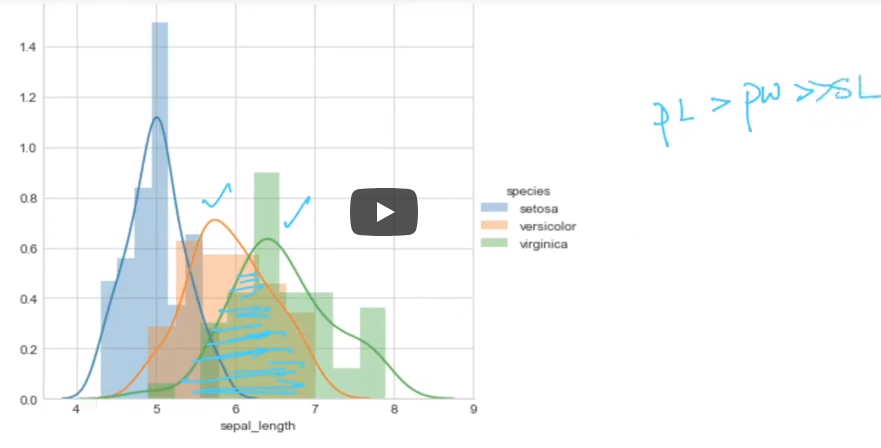 1.4
1.2
1.0
0.8
0.6
0.4
0.2
0.0
4 5 6 7 8 9
sepal_length
species
setosa
versicolor
virginica
pL > pw >> sL